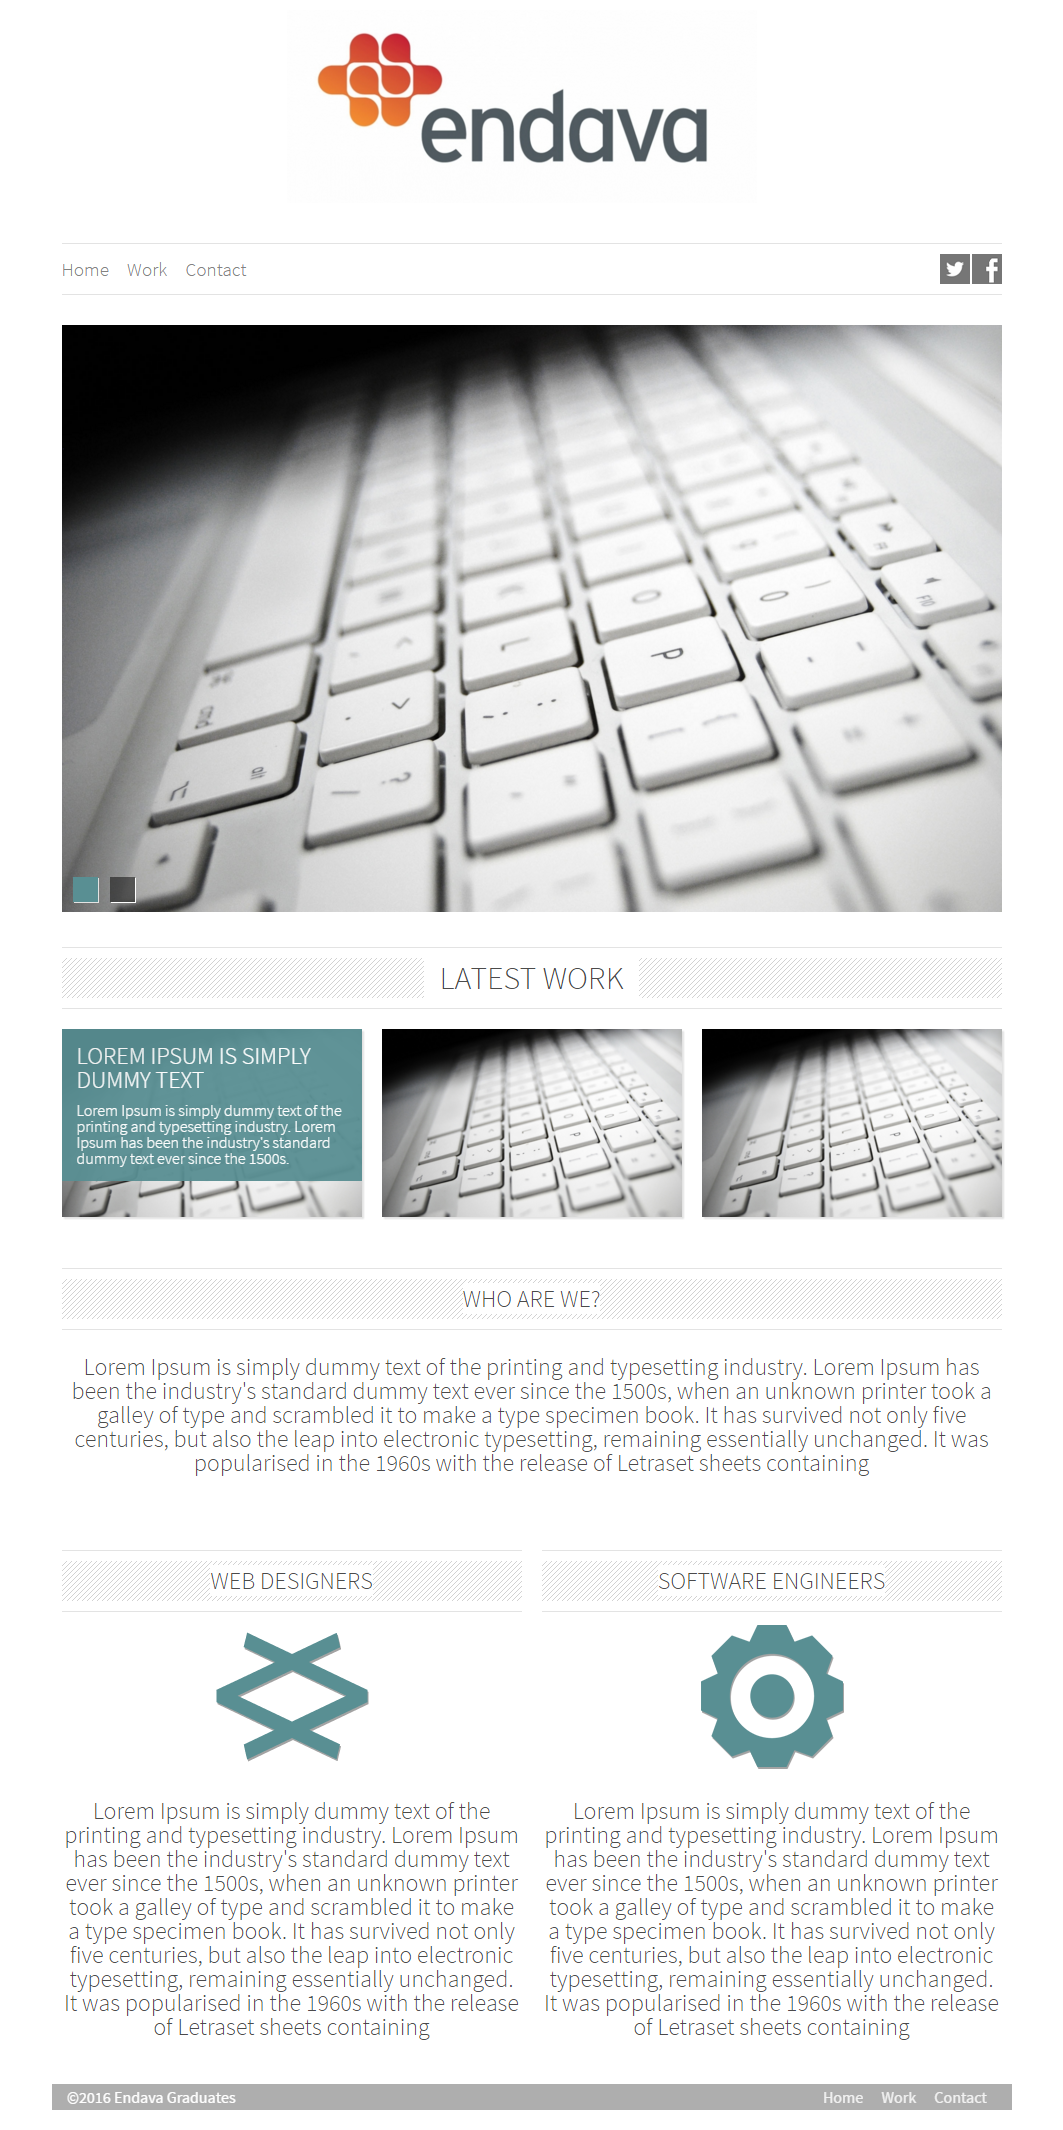 endava
Home Work Contact
cmd
alt
L
O
P
F10
LATEST WORK
LOREM IPSUM IS SIMPLY
DUMMY TEXT
Lorem Ipsum is simply dummy text of the
printing and typesetting industry. Lorem
Ipsum has been the industry's standard
dummy text ever since the 1500s.
WHO ARE WE?
Lorem Ipsum is simply dummy text of the printing and typesetting industry. Lorem Ipsum has
been the industry's standard dummy text ever since the 1500s, when an unknown printer took a
galley of type and scrambled it to make a type specimen book. It has survived not only five
centuries, but also the leap into electronic typesetting, remaining essentially unchanged. It was
popularised in the 1960s with the release of Letraset sheets containing
WEB DESIGNERS
Lorem Ipsum is simply dummy text of the
printing and typesetting industry. Lorem Ipsum
has been the industry's standard dummy text
ever since the 1500s, when an unknown printer
took a galley of type and scrambled it to make
a type specimen book. It has survived not only
five centuries, but also the leap into electronic
typesetting, remaining essentially unchanged.
It was popularised in the 1960s with the release
of Letraset sheets containing
SOFTWARE ENGINEERS
Lorem Ipsum is simply dummy text of the
printing and typesetting industry. Lorem Ipsum
has been the industry's standard dummy text
ever since the 1500s, when an unknown printer
took a galley of type and scrambled it to make
a type specimen book. It has survived not only
five centuries, but also the leap into electronic
typesetting, remaining essentially unchanged.
It was popularised in the 1960s with the release
of Letraset sheets containing
©2016 Endava Graduates
Home Work Contact